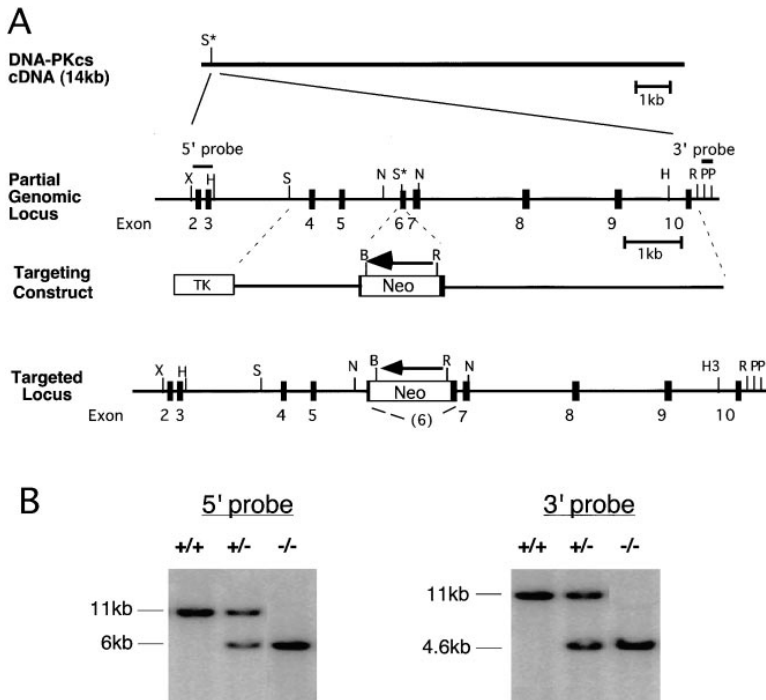 A
S*
DNA-PKcs
cDNA (14kb)
1kb
5' probe
3' probe
X H S N S* N H R PP
Partial
Genomic
Locus
Exon 2 3 4 5 6 7 8 9 10
1kb
B R
Targeting
Construct
TK Neo
X H S N B R N H3 R PP
Targeted
Locus
Neo
Exon 2 3 4 5 (6) 7 8 9 10
B
5' probe 3' probe
+/+ +/- -/- +/+ +/- -/-
11kb 11kb
6kb 4.6kb